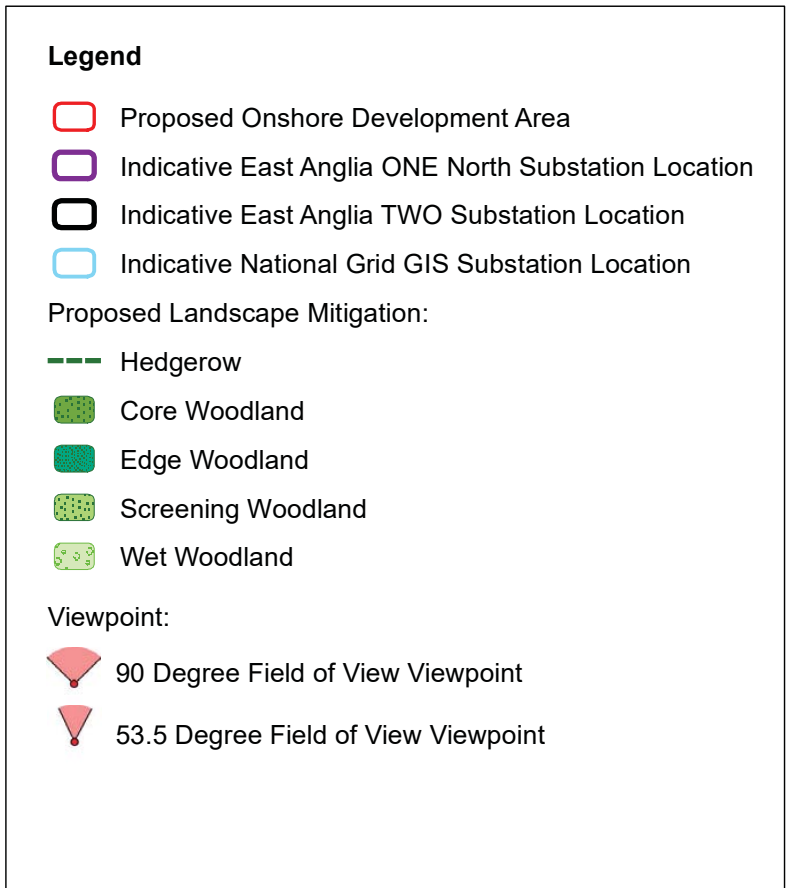 Legend
Proposed Onshore Development Area
Indicative East Anglia ONE North Substation Location
Indicative East Anglia TWO Substation Location
Indicative National Grid GIS Substation Location
Proposed Landscape Mitigation:
Hedgerow
Core Woodland
Edge Woodland
Screening Woodland
Wet Woodland
Viewpoint:
90 Degree Field of View Viewpoint
53.5 Degree Field of View Viewpoint